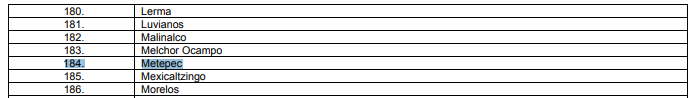 180. Lerma
181. Luvianos
182. Malinalco
183. Melchor Ocampo
184. Metepec
185. Mexicaltzingo
186. Morelos